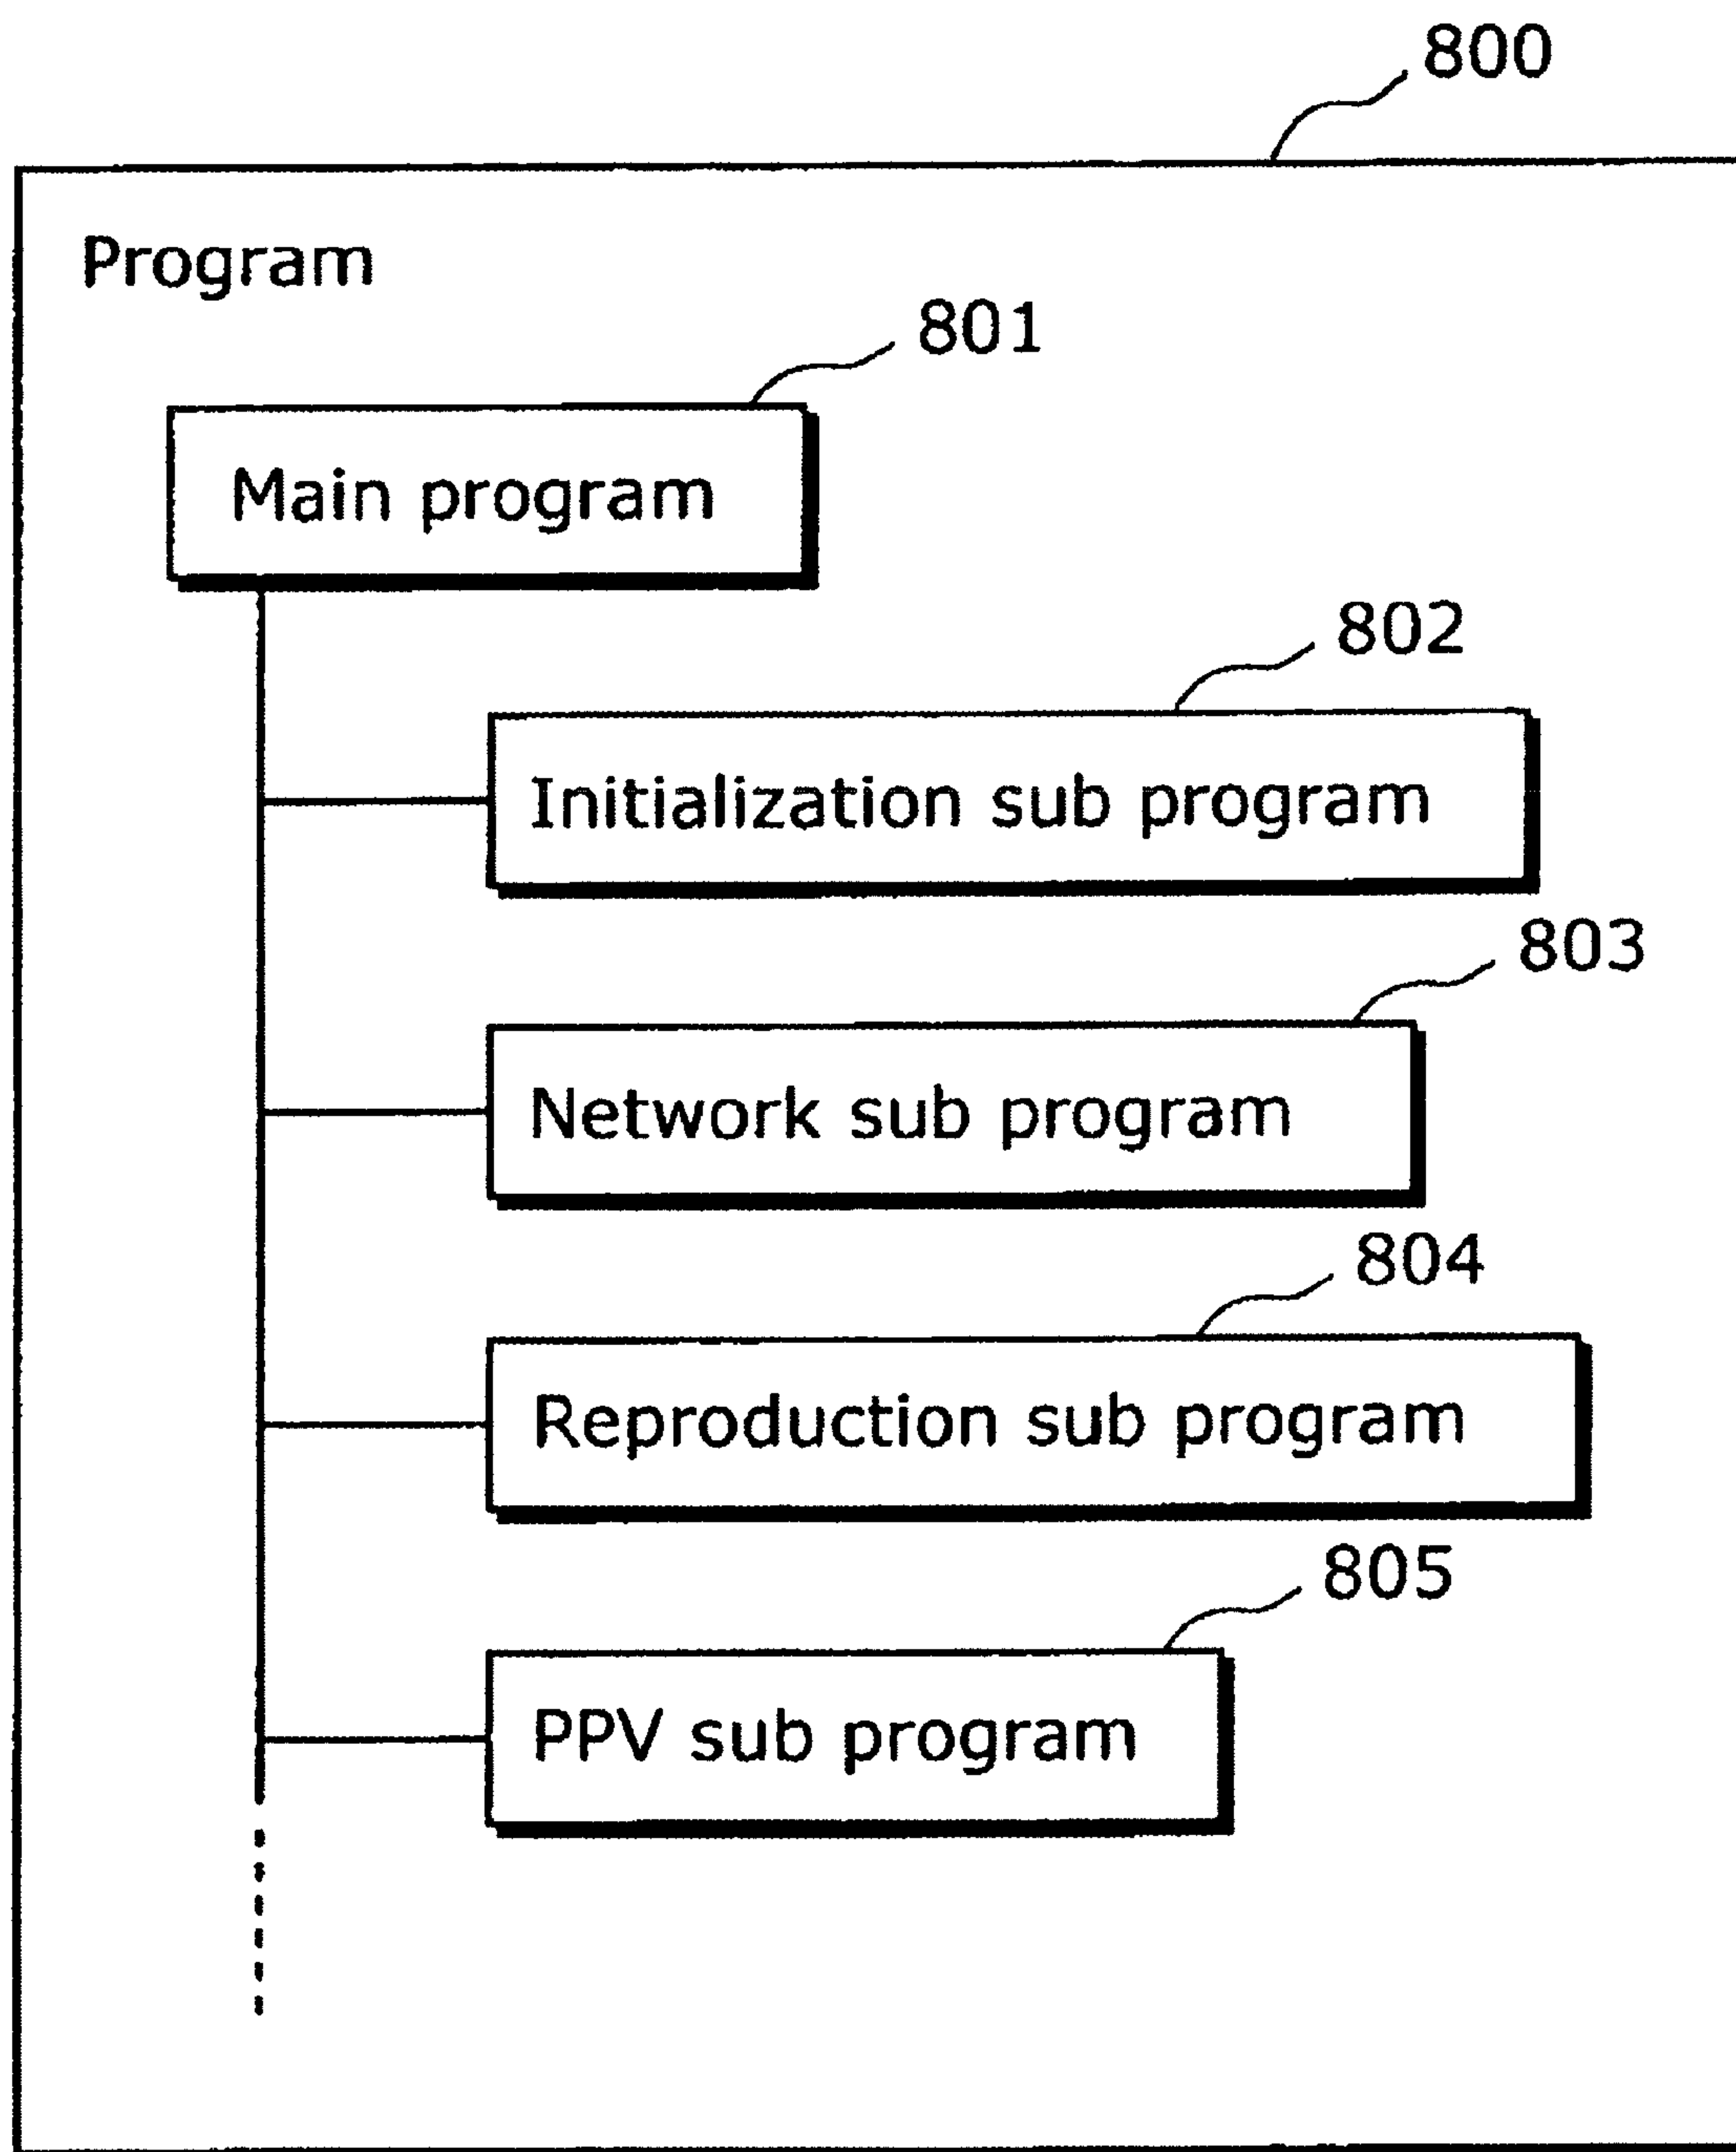 800
Program
801
Main program
802
Initialization sub program
803
Network sub program
804
Reproduction sub program
805
PPV sub program